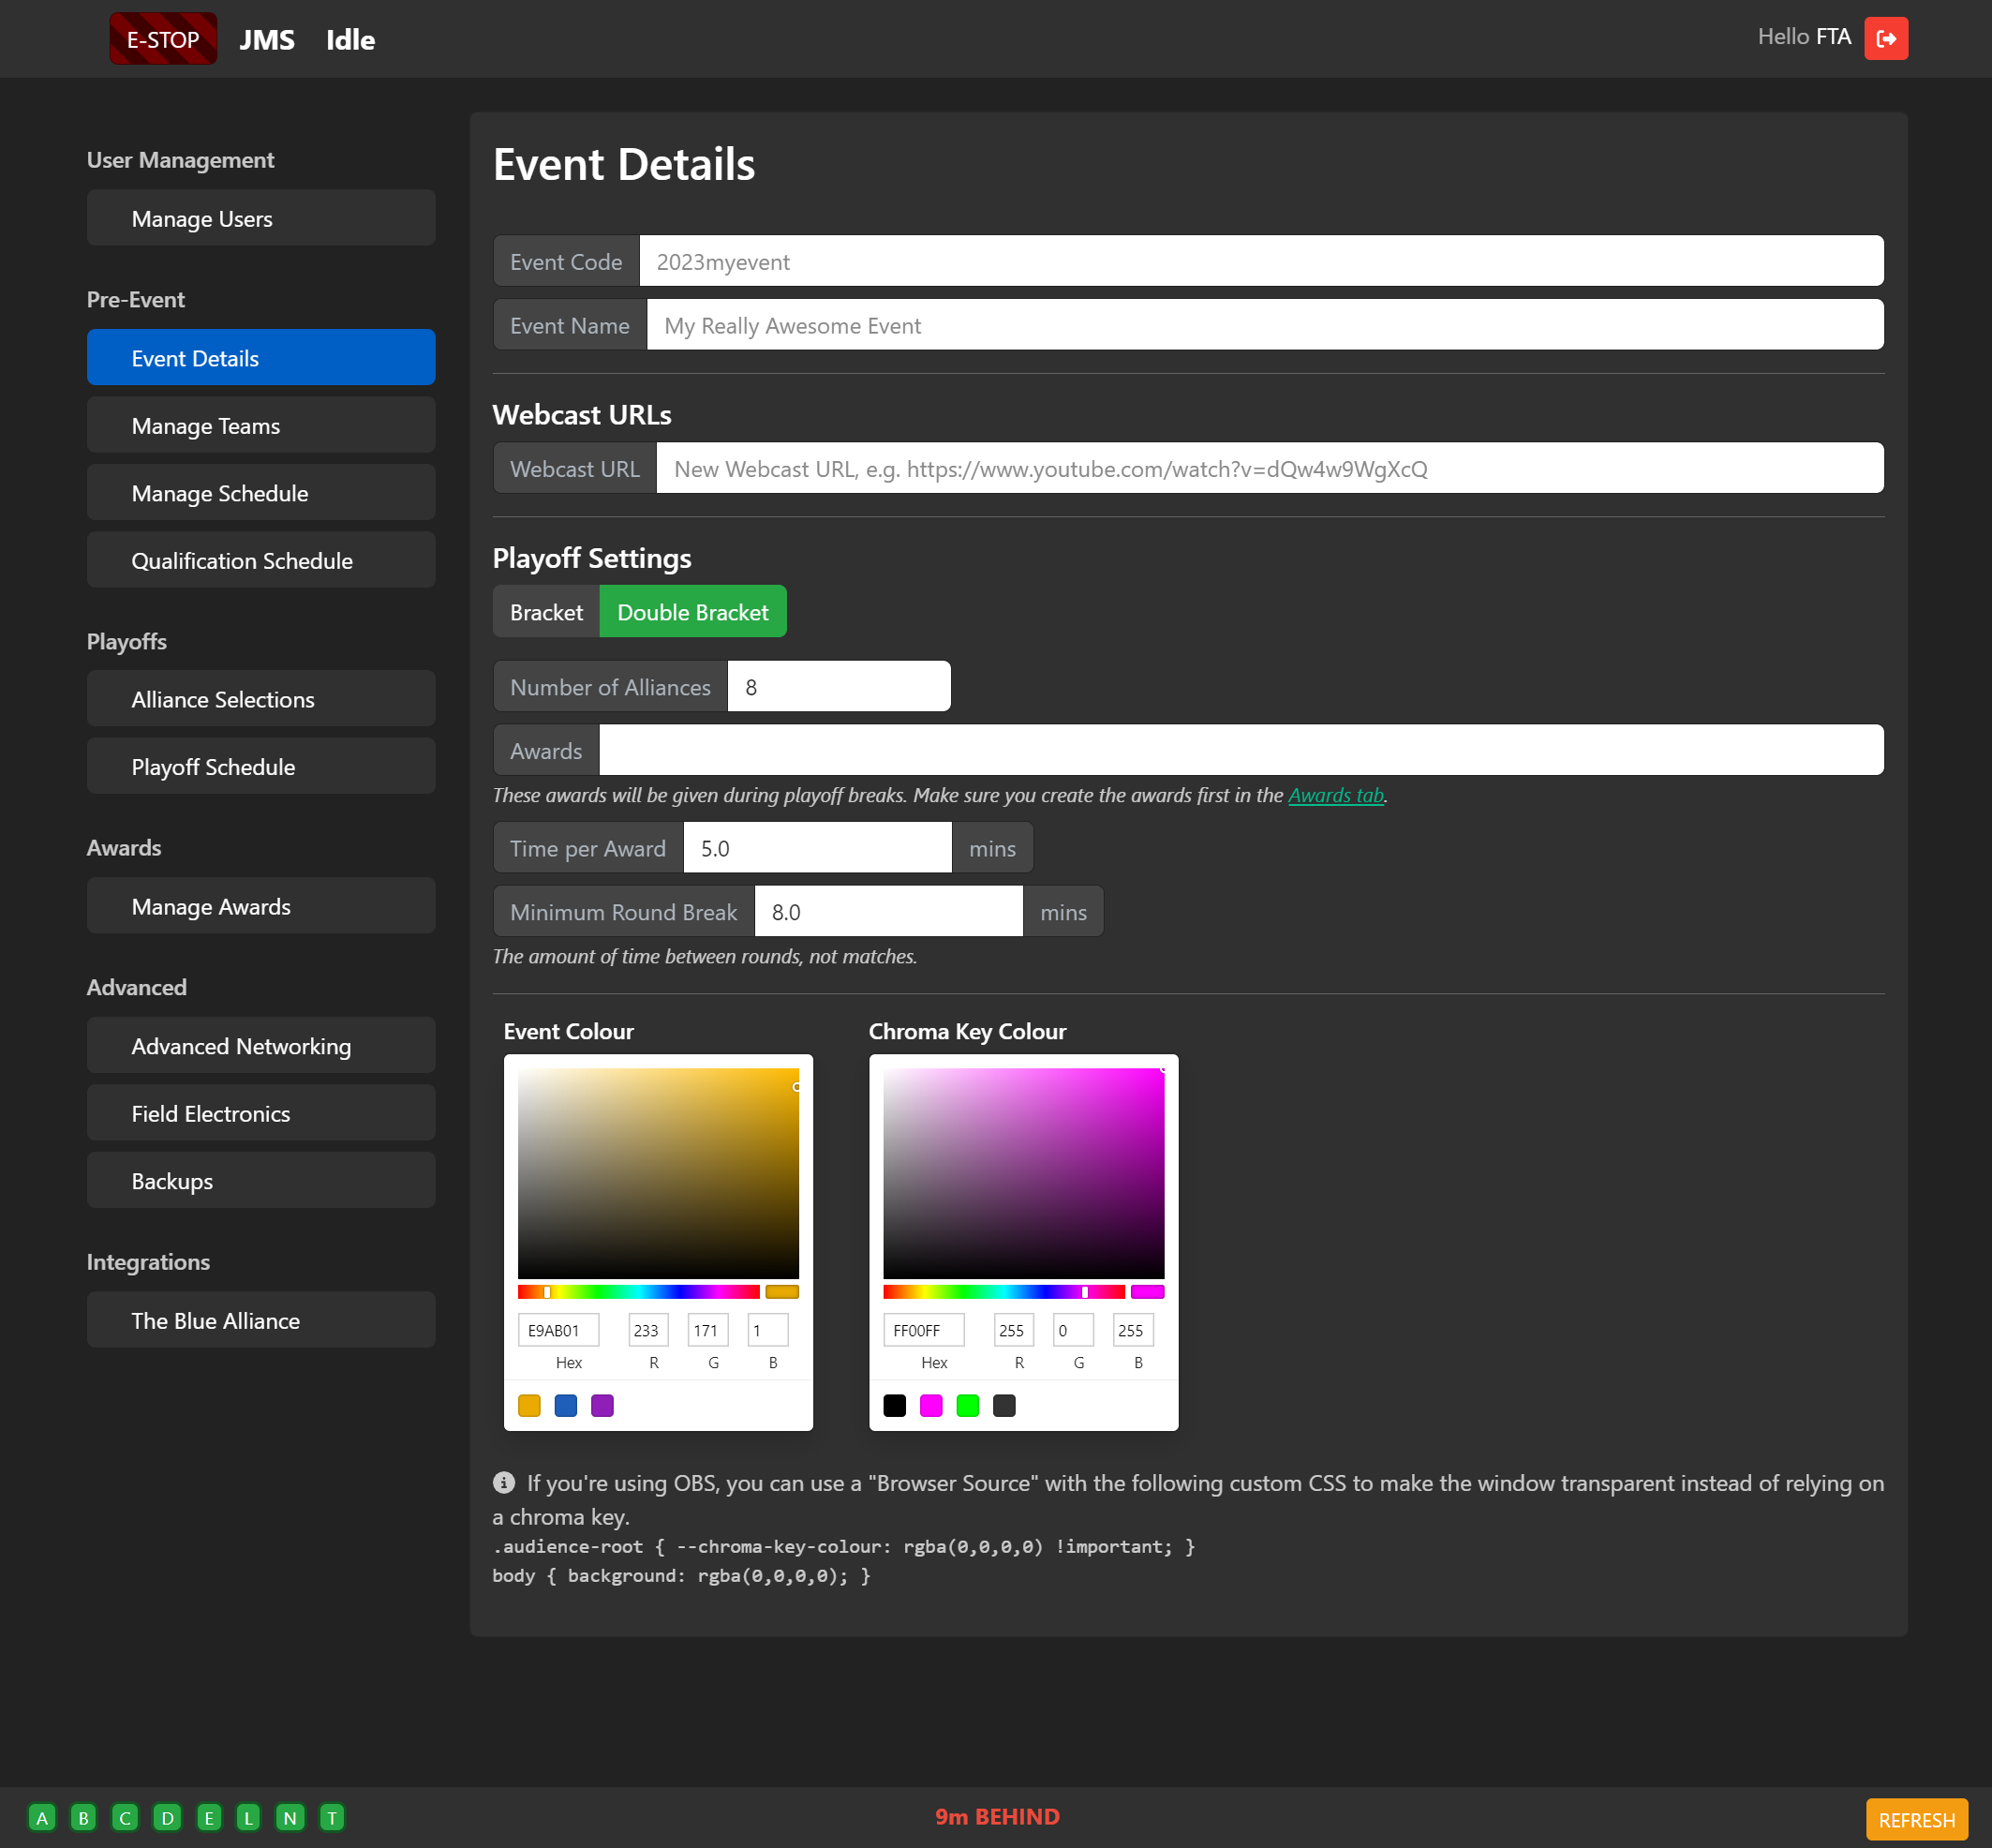 E-STOP JMS Idle Hello FTA
User Management
Manage Users
Pre-Event
Event Details
Manage Teams
Manage Schedule
Qualification Schedule
Playoffs
Alliance Selections
Playoff Schedule
Awards
Manage Awards
Advanced
Advanced Networking
Field Electronics
Backups
Integrations
The Blue Alliance
Event Details
Event Code 2023myevent
Event Name My Really Awesome Event
Webcast URLs
Webcast URL New Webcast URL, e.g. https://www.youtube.com/watch?v=dQw4w9WgXcQ
Playoff Settings
Bracket Double Bracket
Number of Alliances 8
Awards
These awards will be given during playoff breaks. Make sure you create the awards first in the Awards tab.
Time per Award 5.0 mins
Minimum Round Break 8.0 mins
The amount of time between rounds, not matches.
Event Colour
E9AB01 233 171 1
Hex R G B
Chroma Key Colour
FF00FF 255 0 255
Hex R G B
If you're using OBS, you can use a "Browser Source" with the following custom CSS to make the window transparent instead of relying on
a chroma key.
.audience-root { --chroma-key-colour: rgba(0,0,0,0) !important; }
body { background: rgba(0,0,0,0); }
A B C D E L N T 9m BEHIND REFRESH